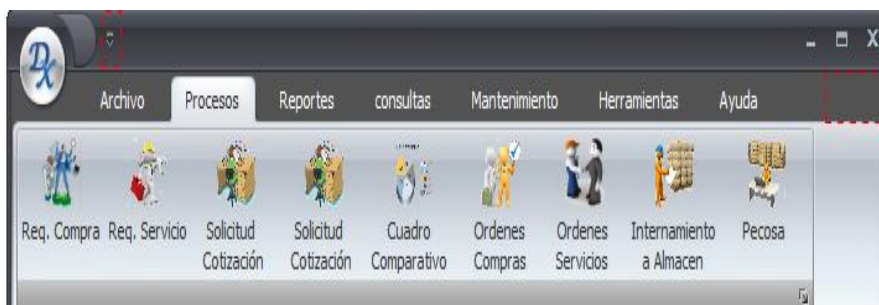 DX
Archivo Procesos Reportes consultas Mantenimiento Herramientas Ayuda
Req. Compra Req. Servicio Solicitud Solicitud Cuadro Ordenes Ordenes Internamiento Pecosa
Cotización Cotización Comparativo Compras Servicios a Almacen